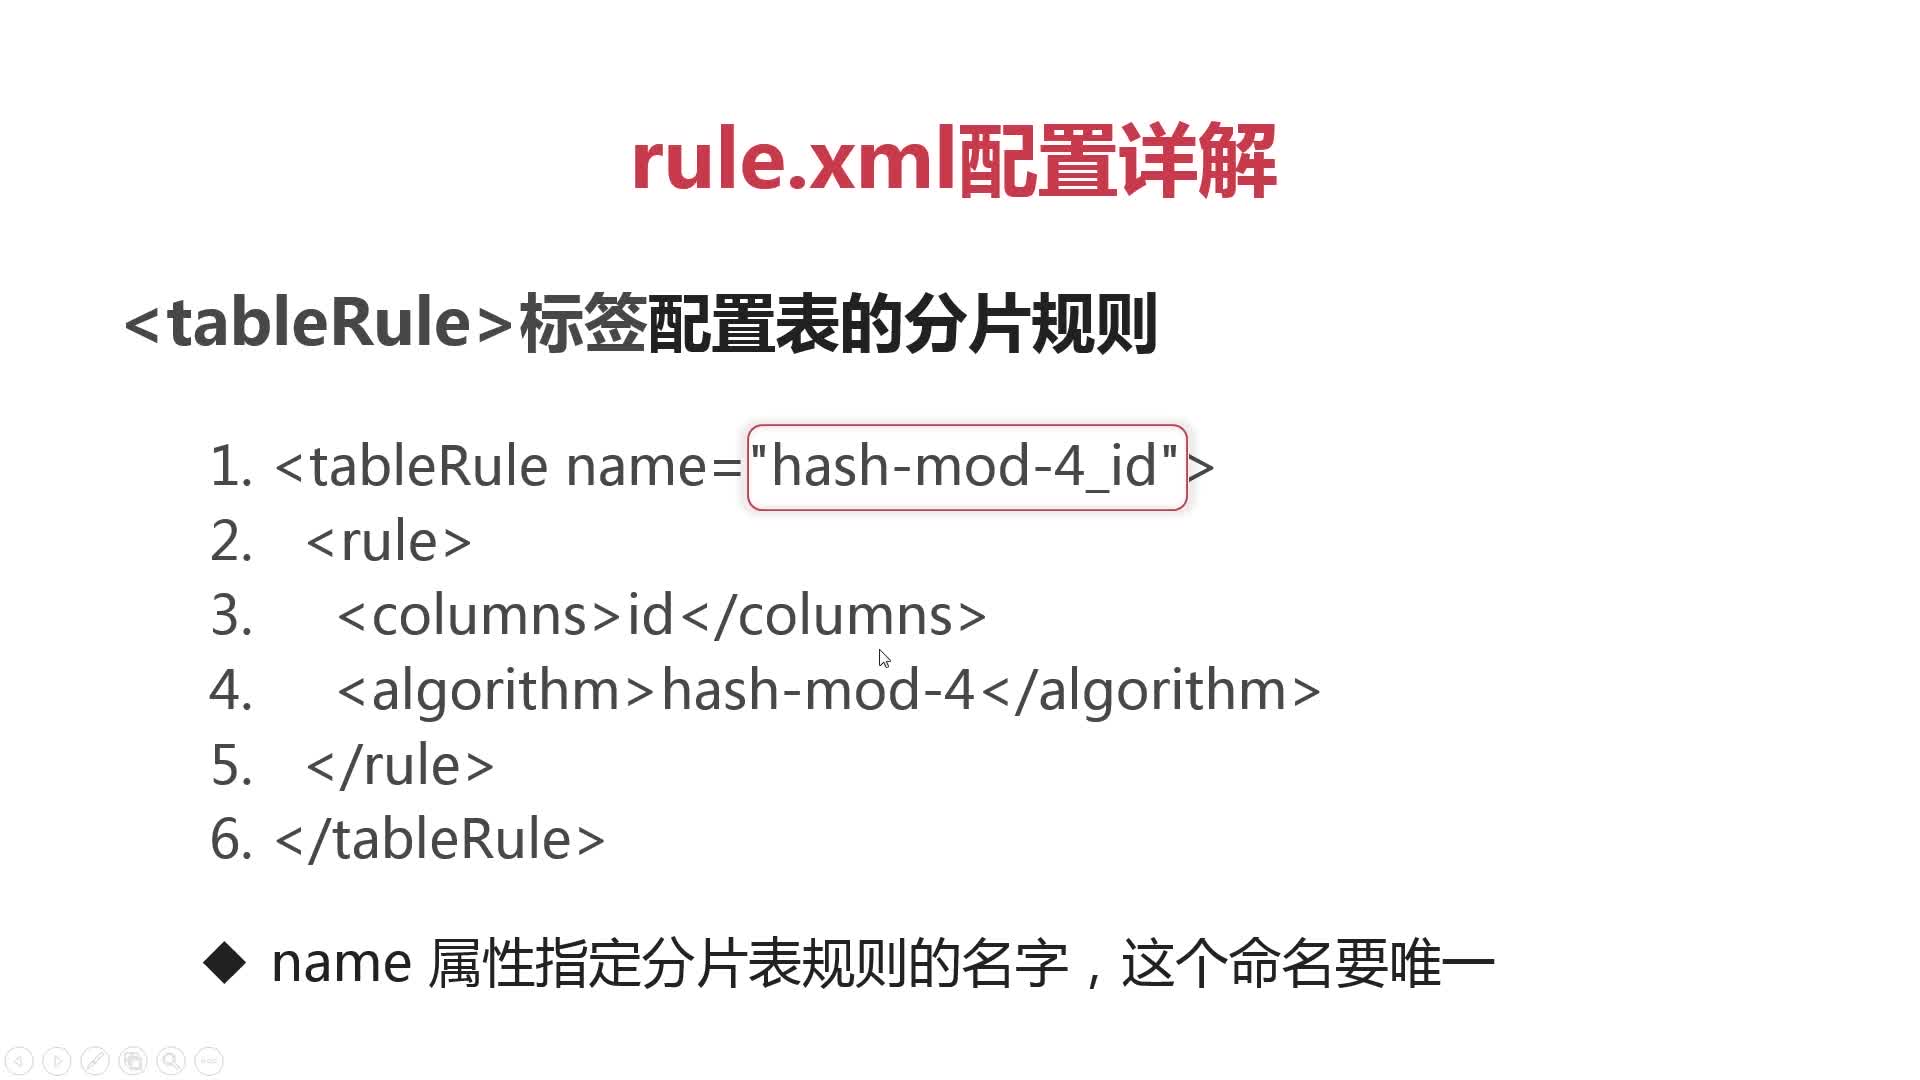 rule.xml配置详解
<tableRule>标签配置表的分片规则
1. <tableRule name="hash-mod-4_id">
2. <rule>
3. <columns>id</columns>
4. <algorithm>hash-mod-4</algorithm>
5. </rule>
6. </tableRule>
◆ name 属性指定分片表规则的名字，这个命名要唯一